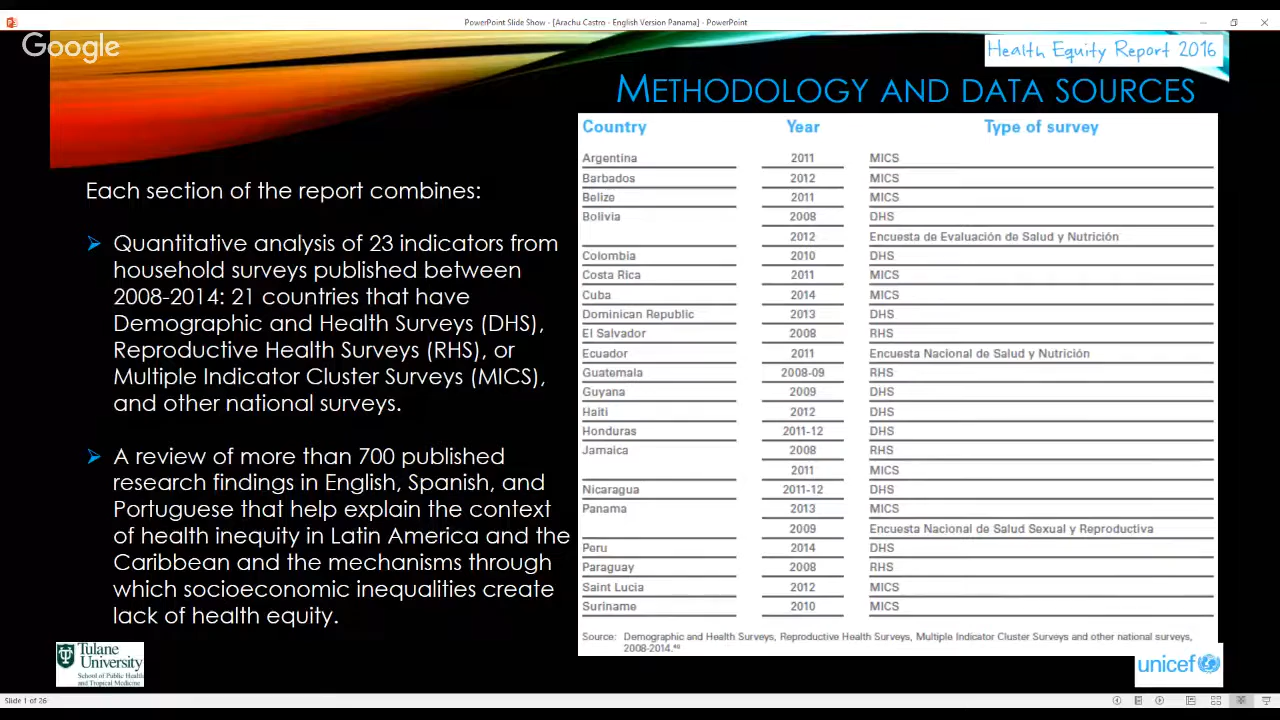 PowerPoint Slide Show - [Arachu Castro - English Version Panama] - PowerPoint
Google
Health Equity Report 2016
METHODOLOGY AND DATA SOURCES
Each section of the report combines:
Quantitative analysis of 23 indicators from
household surveys published between
2008-2014: 21 countries that have
Demographic and Health Surveys (DHS),
Reproductive Health Surveys (RHS), or
Multiple Indicator Cluster Surveys (MICS),
and other national surveys.
A review of more than 700 published
research findings in English, Spanish, and
Portuguese that help explain the context
of health inequity in Latin America and the
Caribbean and the mechanisms through
which socioeconomic inequalities create
lack of health equity.
Country Year Type of survey
Argentina 2011 MICS
Barbados 2012 MICS
Belize 2011 MICS
Bolivia 2008 DHS
2012 Encuesta de Evaluación de Salud y Nutrición
Colombia 2010 DHS
Costa Rica 2011 MICS
Cuba 2014 MICS
Dominican Republic 2013 DHS
El Salvador 2008 RHS
Ecuador 2011 Encuesta Nacional de Salud y Nutrición
Guatemala 2008-09 RHS
Guyana 2009 DHS
Haiti 2012 DHS
Honduras 2011-12 DHS
Jamaica 2008 RHS
2011 MICS
Nicaragua 2011-12 DHS
Panama 2013 MICS
2009 Encuesta Nacional de Salud Sexual y Reproductiva
Peru 2014 DHS
Paraguay 2008 RHS
Saint Lucia 2012 MICS
Suriname 2010 MICS
Source: Demographic and Health Surveys, Reproductive Health Surveys, Multiple Indicator Cluster Surveys and other national surveys,
2008-2014.
Tulane
University
School of Public Health
and Tropical Medicine
unicef
Slide 1 of 26